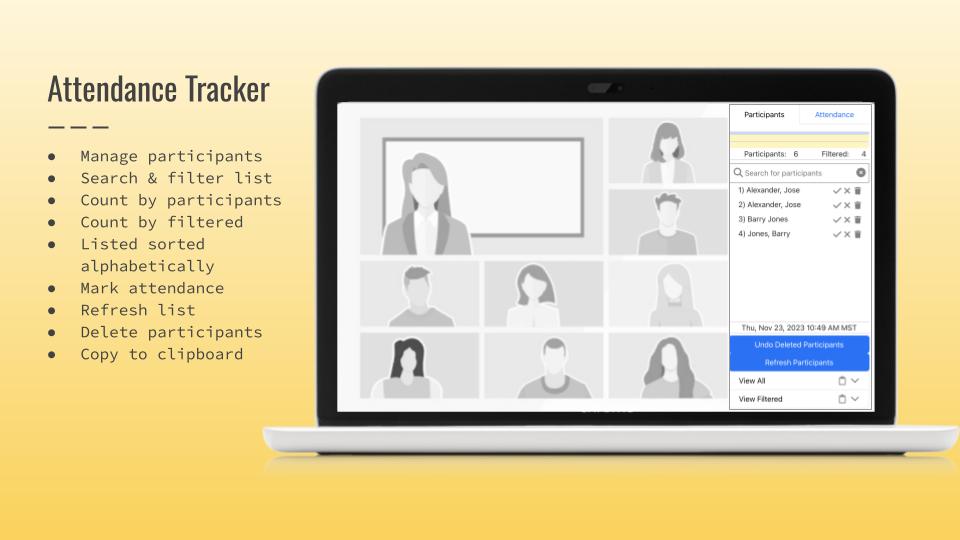 Attendance Tracker
● Manage participants
● Search & filter list
● Count by participants
● Count by filtered
● Listed sorted
alphabetically
● Mark attendance
● Refresh list
● Delete participants
● Copy to clipboard
Participants Attendance
Participants: 6 Filtered: 4
Search for participants
1) Alexander, Jose
2) Alexander, Jose
3) Barry Jones
4) Jones, Barry
Thu, Nov 23, 2023 10:49 AM MST
Undo Deleted Participants
Refresh Participants
View All
View Filtered